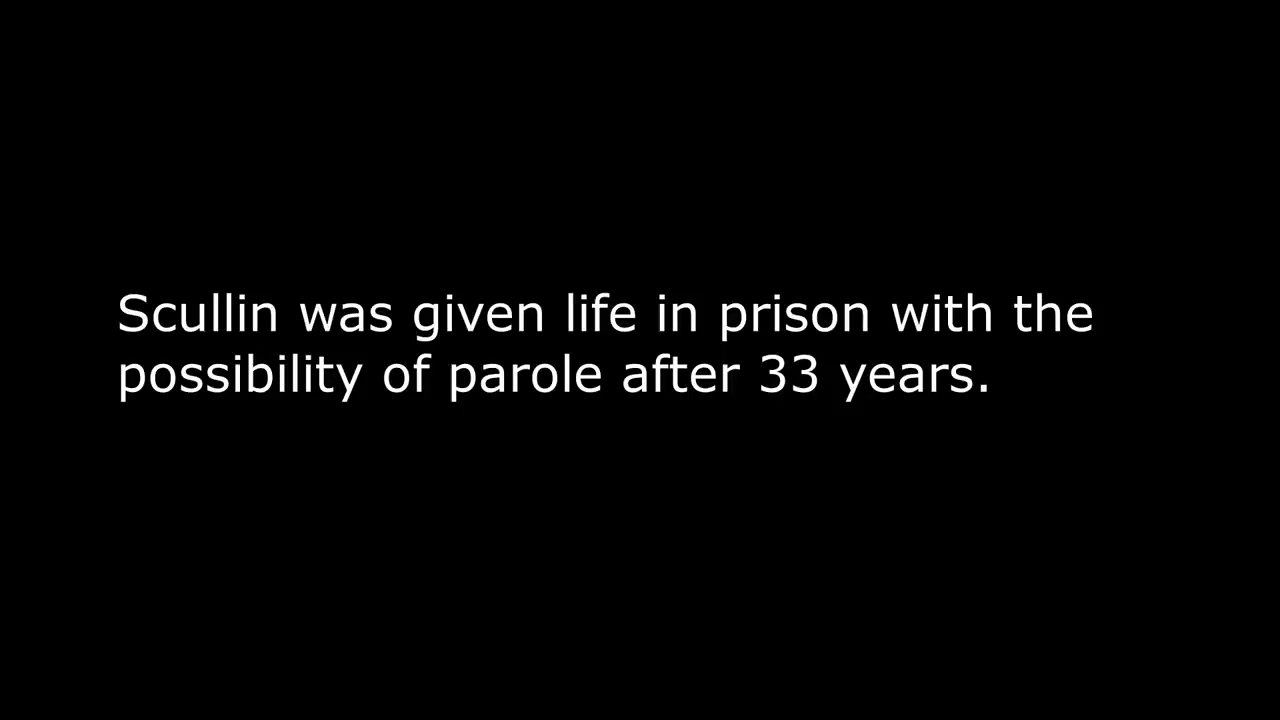 Scullin was given life in prison with the
possibility of parole after 33 years.